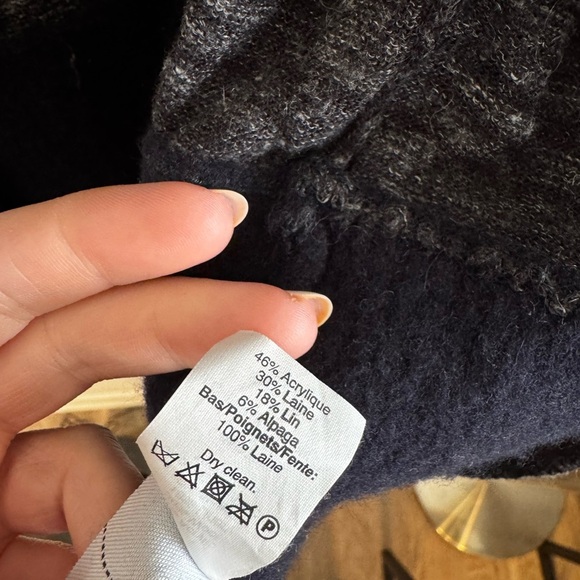 46% Acrylique
30% Laine
18% Lin
6% Alpaga
Bas/Poignets/Fente:
100% Laine
Dry clean.
P